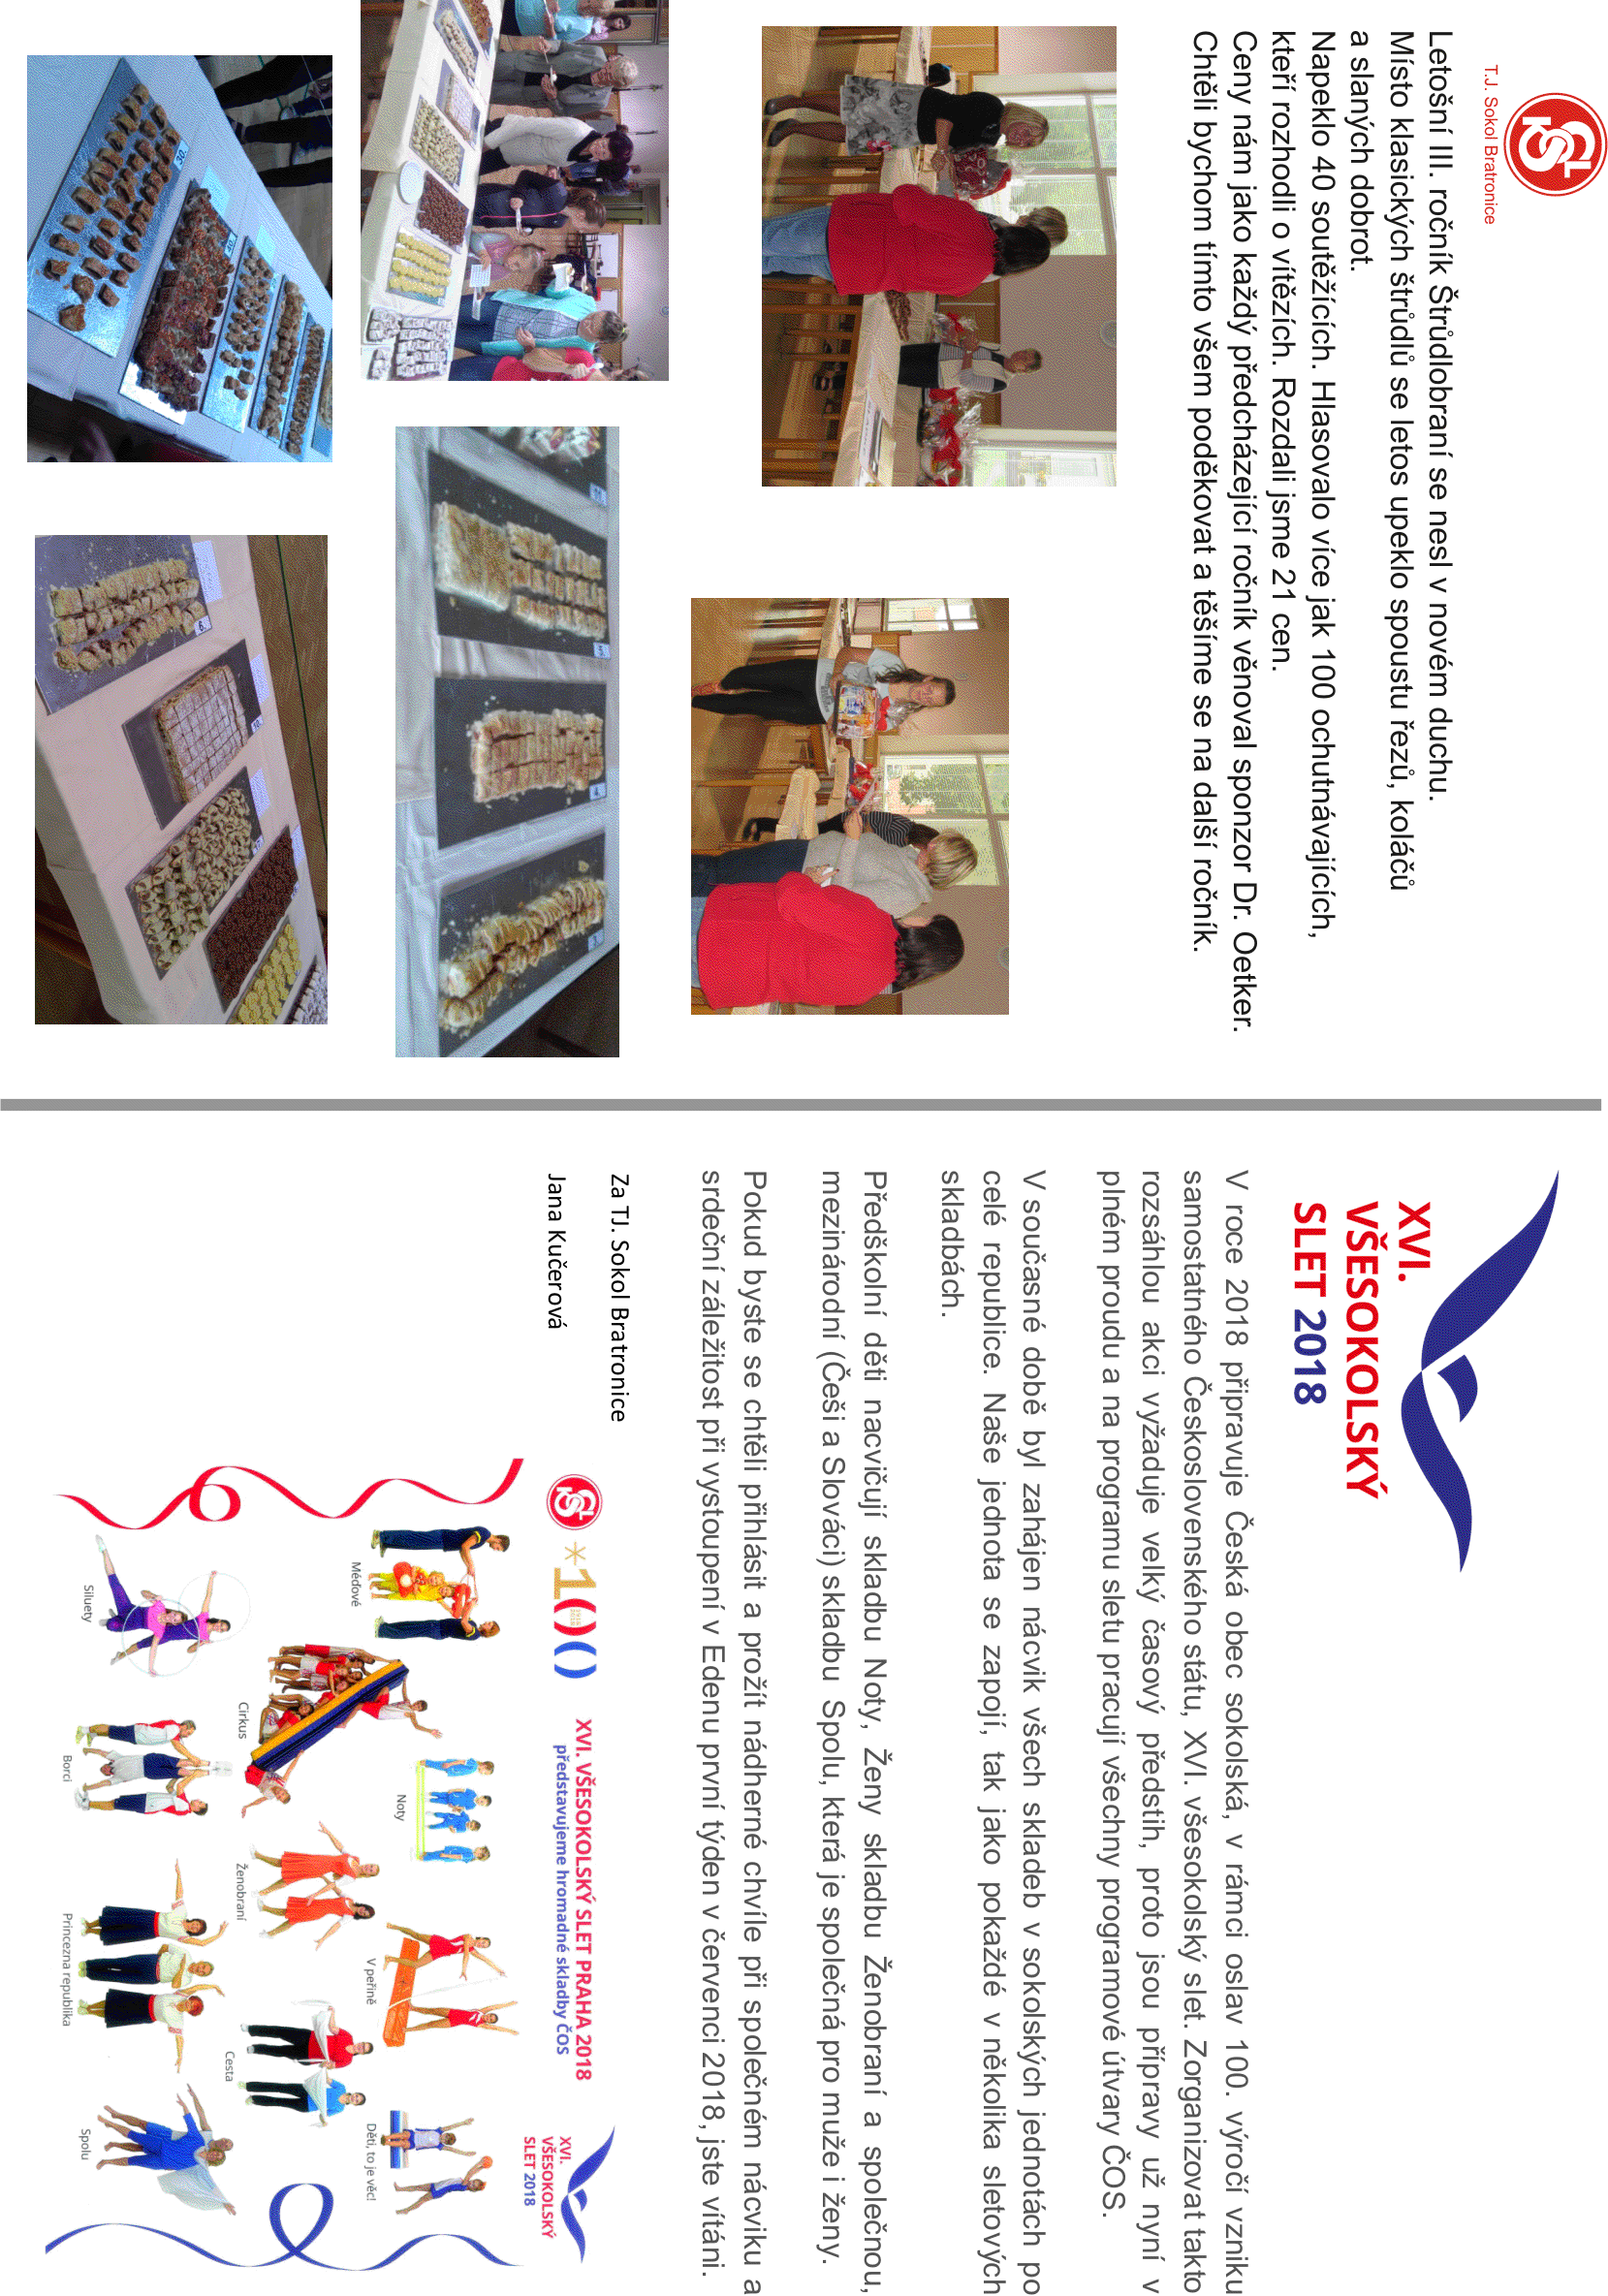 T.J. Sokol Bratronice
Letošní III. ročník Štrůdlobraní se nesl v novém duchu.
Místo klasických štrůdlů se letos upeklo spoustu řezů, koláčů
a slaných dobrot.
Napeklo 40 soutěžících. Hlasovalo více jak 100 ochutnávajících,
kteří rozhodli o vítězích. Rozdali jsme 21 cen.
Ceny nám jako každý předcházející ročník věnoval sponzor Dr. Oetker.
Chtěli bychom tímto všem poděkovat a těšíme se na další ročník.
XVI.
VŠESOKOLSKÝ
SLET 2018
V roce 2018 připravuje Česká obec sokolská, v rámci oslav 100. výročí vzniku
samostatného Československého státu, XVI. všesokolský slet. Zorganizovat takto
rozsáhlou akci vyžaduje velký časový předstih, proto jsou přípravy už nyní v
plném proudu a na programu sletu pracují všechny programové útvary ČOS.
V současné době byl zahájen nácvik všech skladeb v sokolských jednotách po
celé republice. Naše jednota se zapojí, tak jako pokaždé v několika sletových
skladbách.
Předškolní děti nacvičují skladbu Noty, Ženy skladbu Ženobraní a společnou,
mezinárodní (Češi a Slováci) skladbu Spolu, která je společná pro muže i ženy.
Pokud byste se chtěli přihlásit a prožít nádherné chvíle při společném nácviku a
srdeční záležitost při vystoupení v Edenu první týden v červenci 2018, jste vítáni.
Za TJ. Sokol Bratronice
Jana Kučerová
XVI. VŠESOKOLSKÝ SLET PRAHA 2018
představujeme hromadné skladby ČOS
XVI.
VŠESOKOLSKÝ
SLET 2018
Méďové
Noty
V peřině
Děti, to je věc!
Cirkus
Ženobraní
Cesta
Siluety
Borci
Princezna republika
Spolu